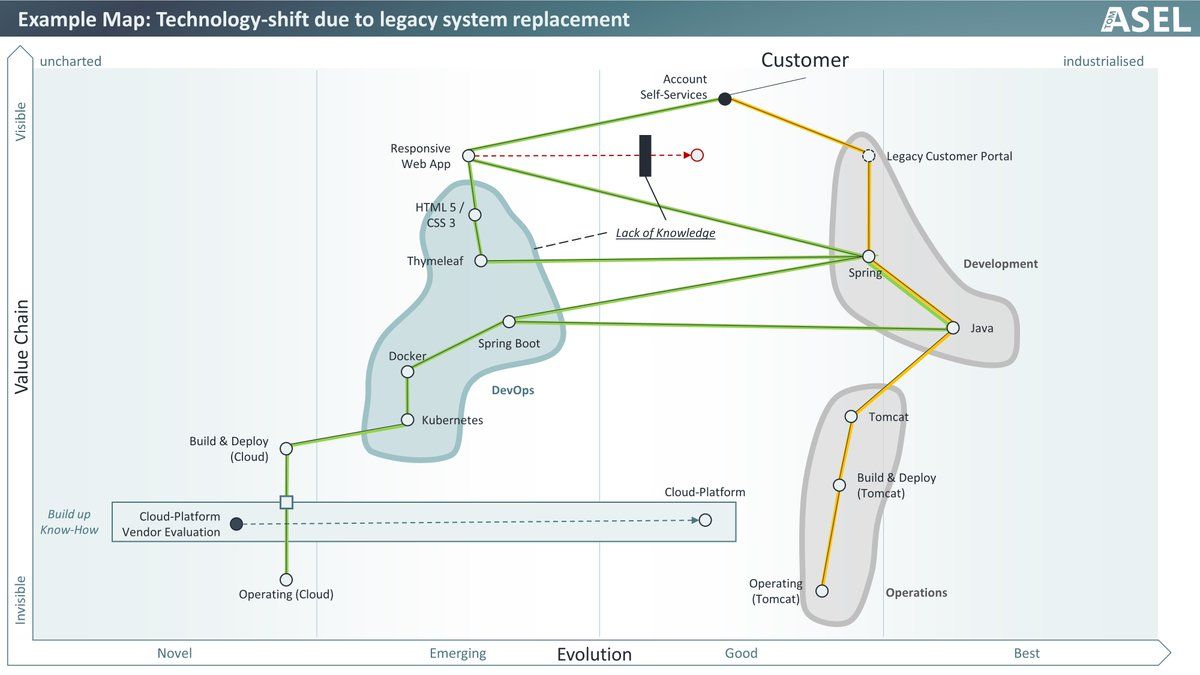 Example Map: Technology-shift due to legacy system replacement
TOM ASEL
uncharted
Customer
industrialised
Account
Self-Services
Visible
Responsive
Web App
Legacy Customer Portal
HTML 5 /
CSS 3
Lack of Knowledge
Thymeleaf
Spring
Development
Spring Boot
Java
Value Chain
Docker
DevOps
Kubernetes
Tomcat
Build & Deploy
(Cloud)
Build & Deploy
(Tomcat)
Cloud-Platform
Build up
Know-How
Cloud-Platform
Vendor Evaluation
Invisible
Operating (Cloud)
Operating
(Tomcat)
Operations
Novel
Emerging
Evolution
Good
Best